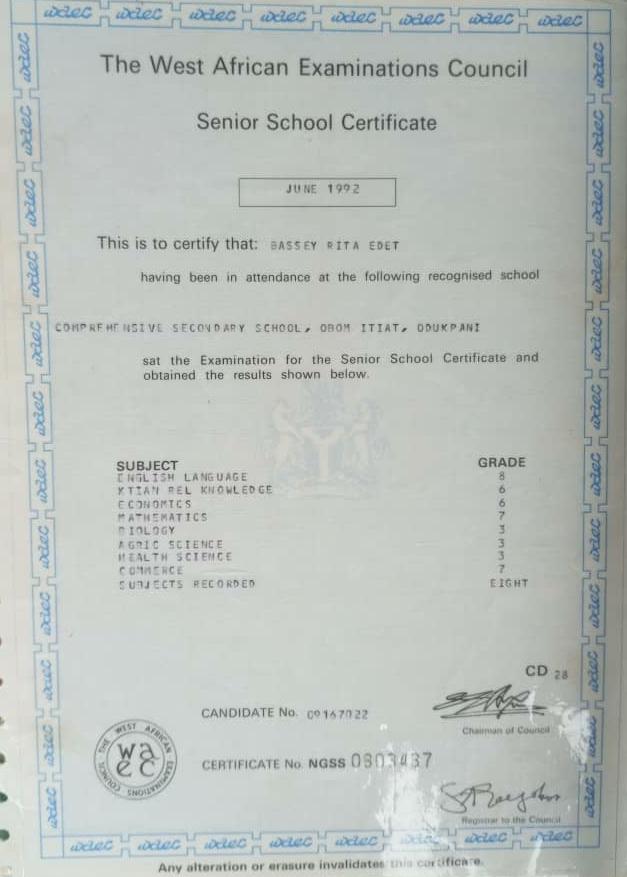 waec waec waec waec waec waec waec waec
The West African Examinations Council
Senior School Certificate
JUNE 1992
This is to certify that: BASSEY RITA EDET
having been in attendance at the following recognised school
COMPREHENSIVE SECONDARY SCHOOL, OBOM ITIAT, ODUKPANI
sat the Examination for the Senior School Certificate and
obtained the results shown below.
SUBJECT GRADE
ENGLISH LANGUAGE 8
XTIAN REL KNOWLEDGE 6
ECONOMICS 6
MATHEMATICS 7
BIOLOGY 3
AGRIC SCIENCE 3
HEALTH SCIENCE 3
COMMERCE 7
SUBJECTS RECORDED EIGHT
CD 28
CANDIDATE No. 09167022
Chairman of Council
THE WEST AFRICAN EXAMINATIONS COUNCIL
waec
CERTIFICATE No. NGSS 0803437
Registrar to the Council
waec waec waec waec waec waec waec waec
Any alteration or erasure invalidates this certificate.